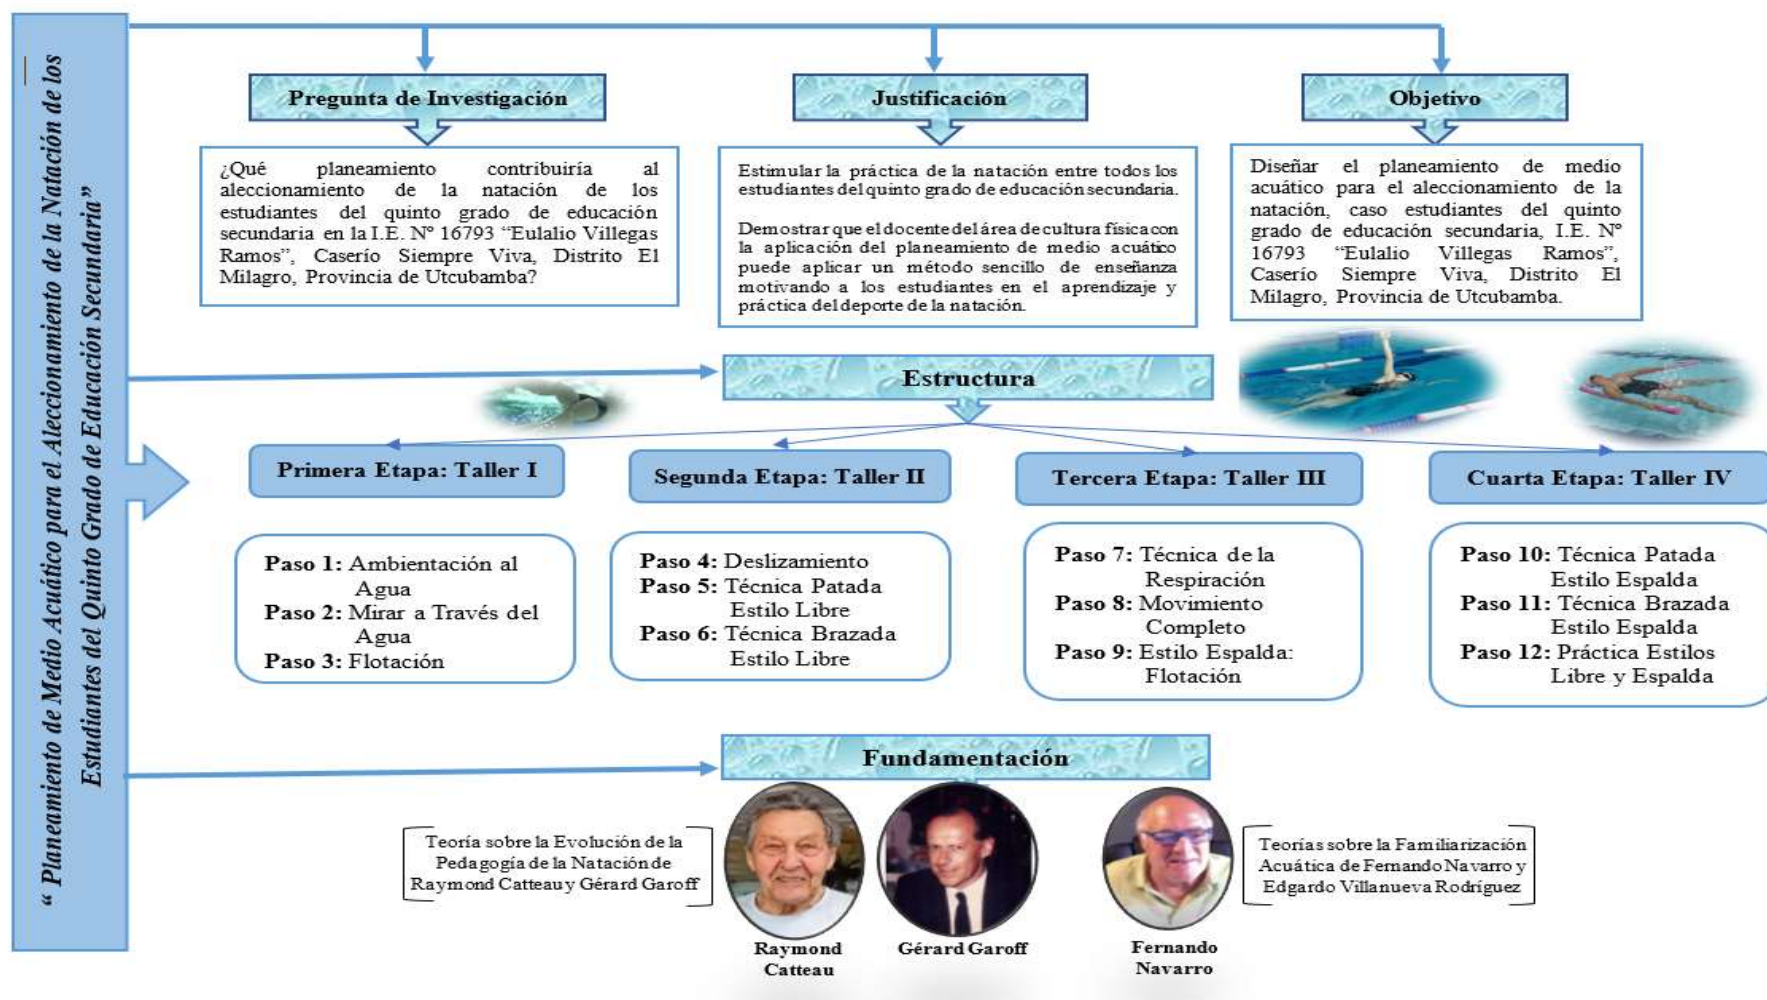 “ Planeamiento de Medio Acuático para el Aleccionamiento de la Natación de los
Estudiantes del Quinto Grado de Educación Secundaria”
Pregunta de Investigación
¿Qué planeamiento contribuiría al
aleccionamiento de la natación de los
estudiantes del quinto grado de educación
secundaria en la I.E. Nº 16793 “Eulalio Villegas
Ramos”, Caserío Siempre Viva, Distrito El
Milagro, Provincia de Utcubamba?
Justificación
Estimular la práctica de la natación entre todos los
estudiantes del quinto grado de educación secundaria.
Demostrar que el docente del área de cultura física con
la aplicación del planeamiento de medio acuático
puede aplicar un método sencillo de enseñanza
motivando a los estudiantes en el aprendizaje y
práctica del deporte de la natación.
Objetivo
Diseñar el planeamiento de medio
acuático para el aleccionamiento de la
natación, caso estudiantes del quinto
grado de educación secundaria, I.E. Nº
16793 “Eulalio Villegas Ramos”,
Caserío Siempre Viva, Distrito El
Milagro, Provincia de Utcubamba.
Estructura
Primera Etapa: Taller I
Paso 1: Ambientación al
Agua
Paso 2: Mirar a Través del
Agua
Paso 3: Flotación
Segunda Etapa: Taller II
Paso 4: Deslizamiento
Paso 5: Técnica Patada
Estilo Libre
Paso 6: Técnica Brazada
Estilo Libre
Tercera Etapa: Taller III
Paso 7: Técnica de la
Respiración
Paso 8: Movimiento
Completo
Paso 9: Estilo Espalda:
Flotación
Cuarta Etapa: Taller IV
Paso 10: Técnica Patada
Estilo Espalda
Paso 11: Técnica Brazada
Estilo Espalda
Paso 12: Práctica Estilos
Libre y Espalda
Fundamentación
Teoría sobre la Evolución de la
Pedagogía de la Natación de
Raymond Catteau y Gérard Garoff
Raymond
Catteau
Gérard Garoff
Fernando
Navarro
Teorías sobre la Familiarización
Acuática de Fernando Navarro y
Edgardo Villanueva Rodríguez